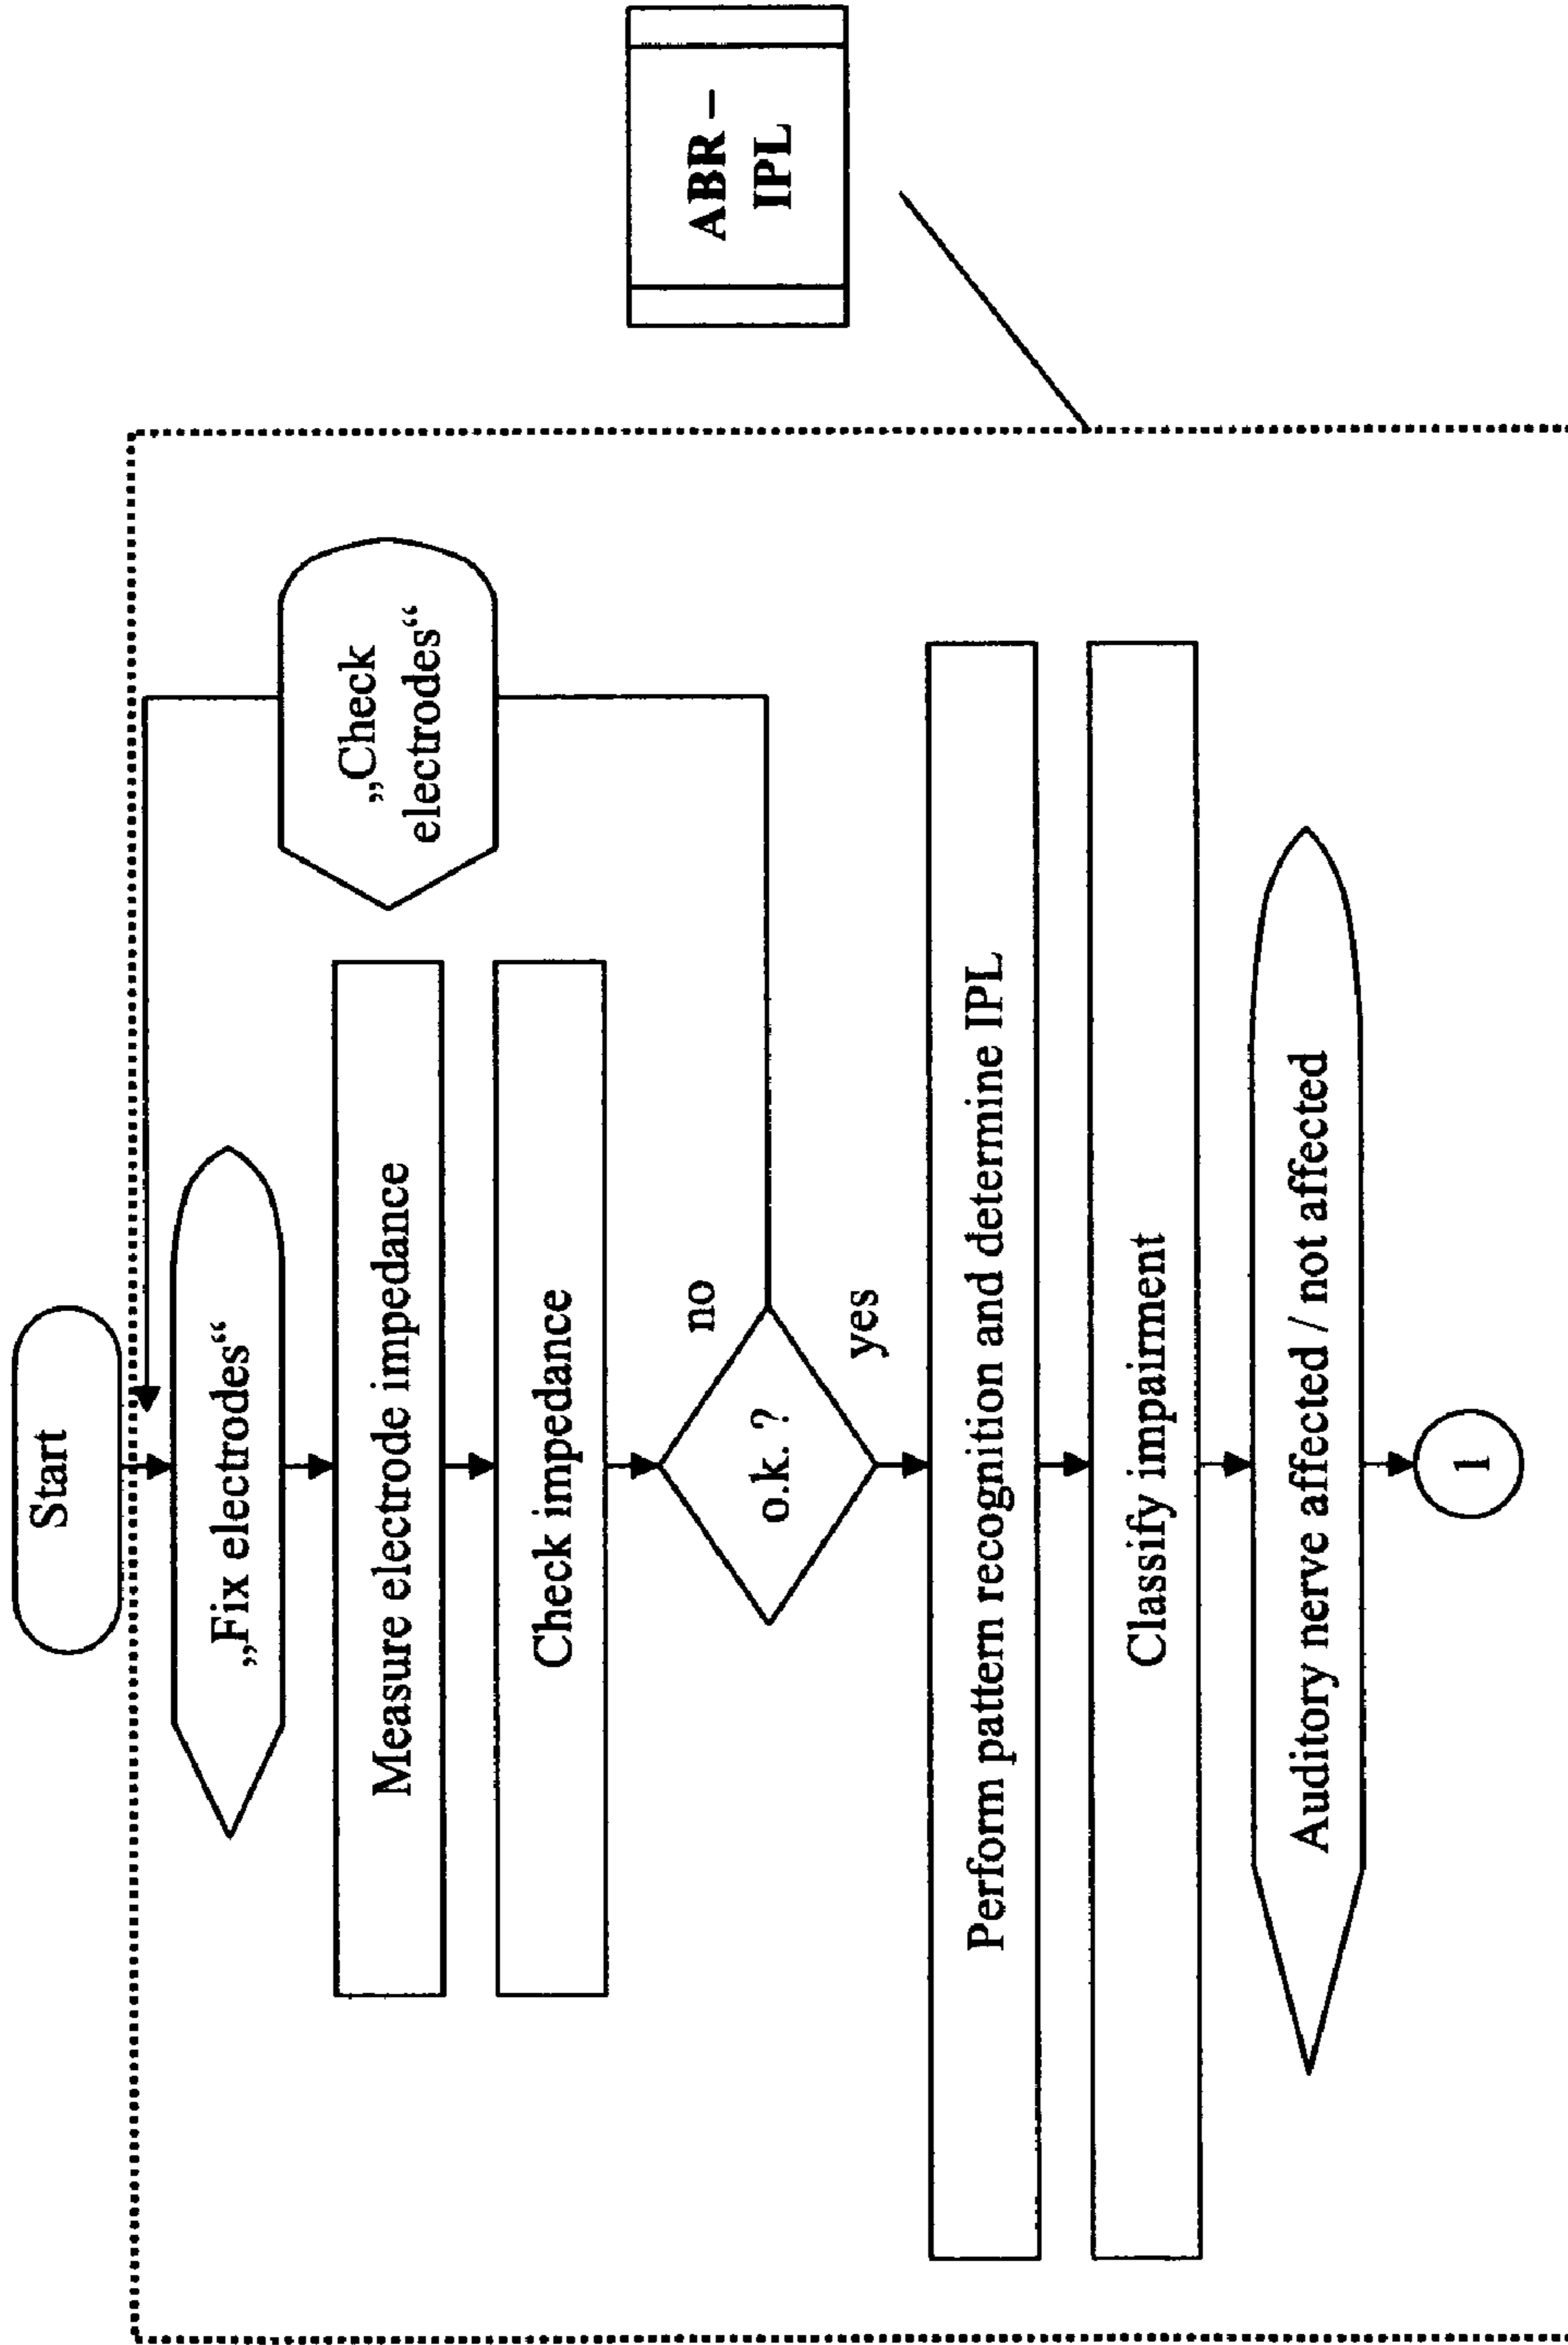 Start
„Fix electrodes“
Measure electrode impedance
Check impedance
o.k. ?
no
yes
„Check
electrodes“
Perform pattern recognition and determine IPL
Classify impairment
Auditory nerve affected / not affected
1
ABR –
IPL